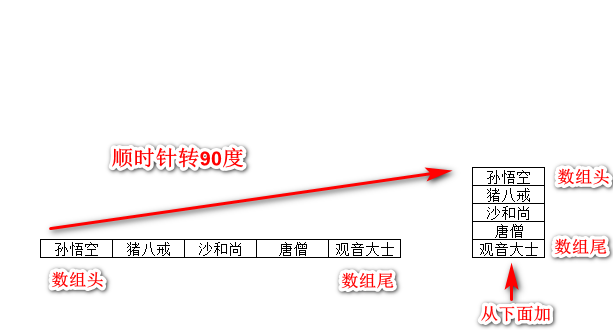 顺时针转90度
孙悟空 数组头
猪八戒
沙和尚
唐僧
孙悟空 猪八戒 沙和尚 唐僧 观音大士 观音大士 数组尾
数组头 数组尾
从下面加